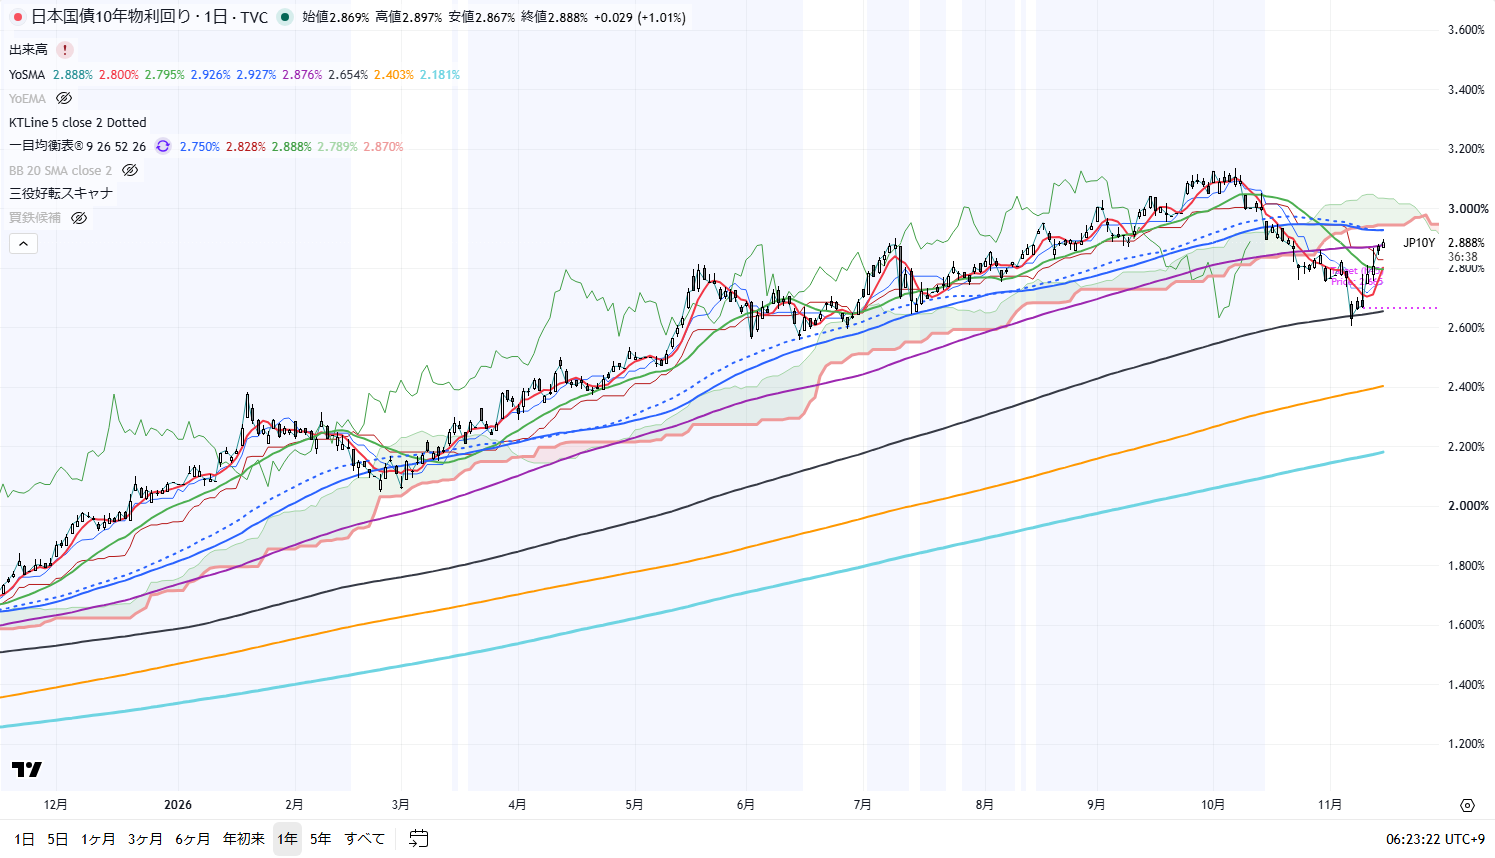 日本国債10年物利回り · 1日 · TVC 始値2.869% 高値2.897% 安値2.867% 終値2.888% +0.029 (+1.01%)
出来高
YoSMA 2.888% 2.800% 2.795% 2.926% 2.927% 2.876% 2.654% 2.403% 2.181%
YoEMA
KTLine 5 close 2 Dotted
一目均衡表® 9 26 52 26 2.750% 2.828% 2.888% 2.789% 2.870%
BB 20 SMA close 2
三役好転スキャナ
買鉄候補
3.600%
3.400%
3.200%
3.000%
JP10Y 2.888%
36:38
2.800%
2.600%
2.400%
2.200%
2.000%
1.800%
1.600%
1.400%
1.200%
12月 2026 2月 3月 4月 5月 6月 7月 8月 9月 10月 11月
1日 5日 1ヶ月 3ヶ月 6ヶ月 年初来 1年 5年 すべて
06:23:22 UTC+9